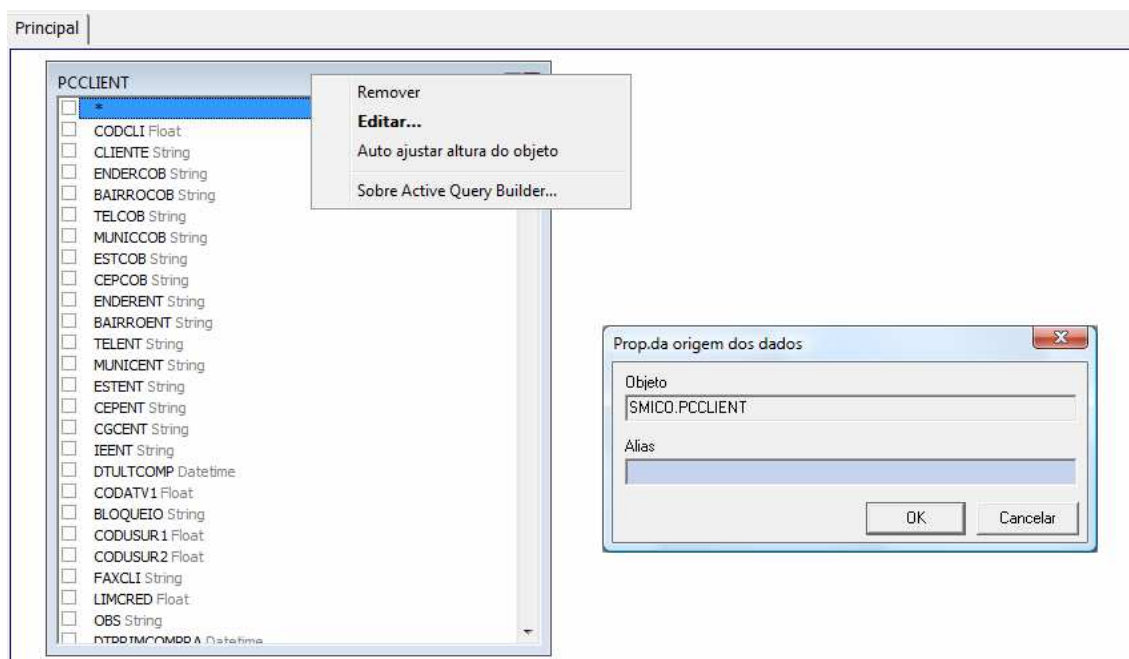 Principal
PCCLIENT
*
CODCLI Float
CLIENTE String
ENDERCOB String
BAIRROCOB String
TELCOB String
MUNICCOB String
ESTCOB String
CEPCOB String
ENDERENT String
BAIRROENT String
TELENT String
MUNICENT String
ESTENT String
CEPENT String
CGCENT String
IEENT String
DTULTCOMP Datetime
CODATV1 Float
BLOQUEIO String
CODUSUR1 Float
CODUSUR2 Float
FAXCLI String
LIMCRED Float
OBS String
DTPRIMCOMPRA Datetime
Remover
Editar...
Auto ajustar altura do objeto
Sobre Active Query Builder...
Prop.da origem dos dados
Objeto
SMICO.PCCLIENT
Alias
OK Cancelar